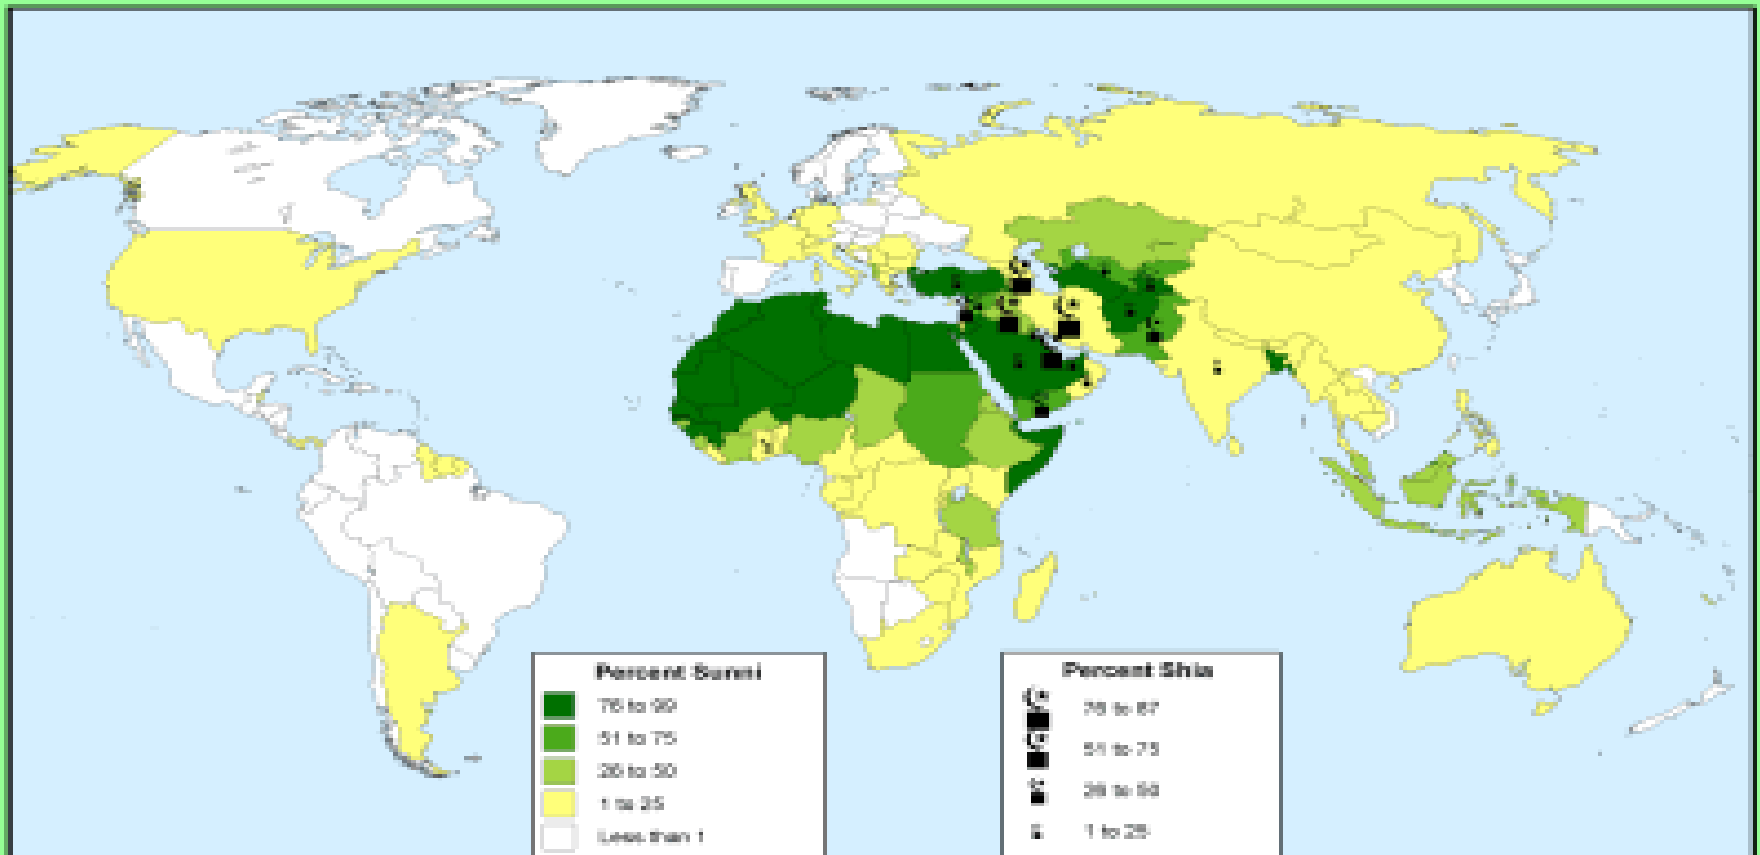 Percent Sunni
76 to 99
51 to 75
26 to 50
1 to 25
Less than 1
Percent Shia
76 to 87
51 to 75
26 to 50
1 to 25